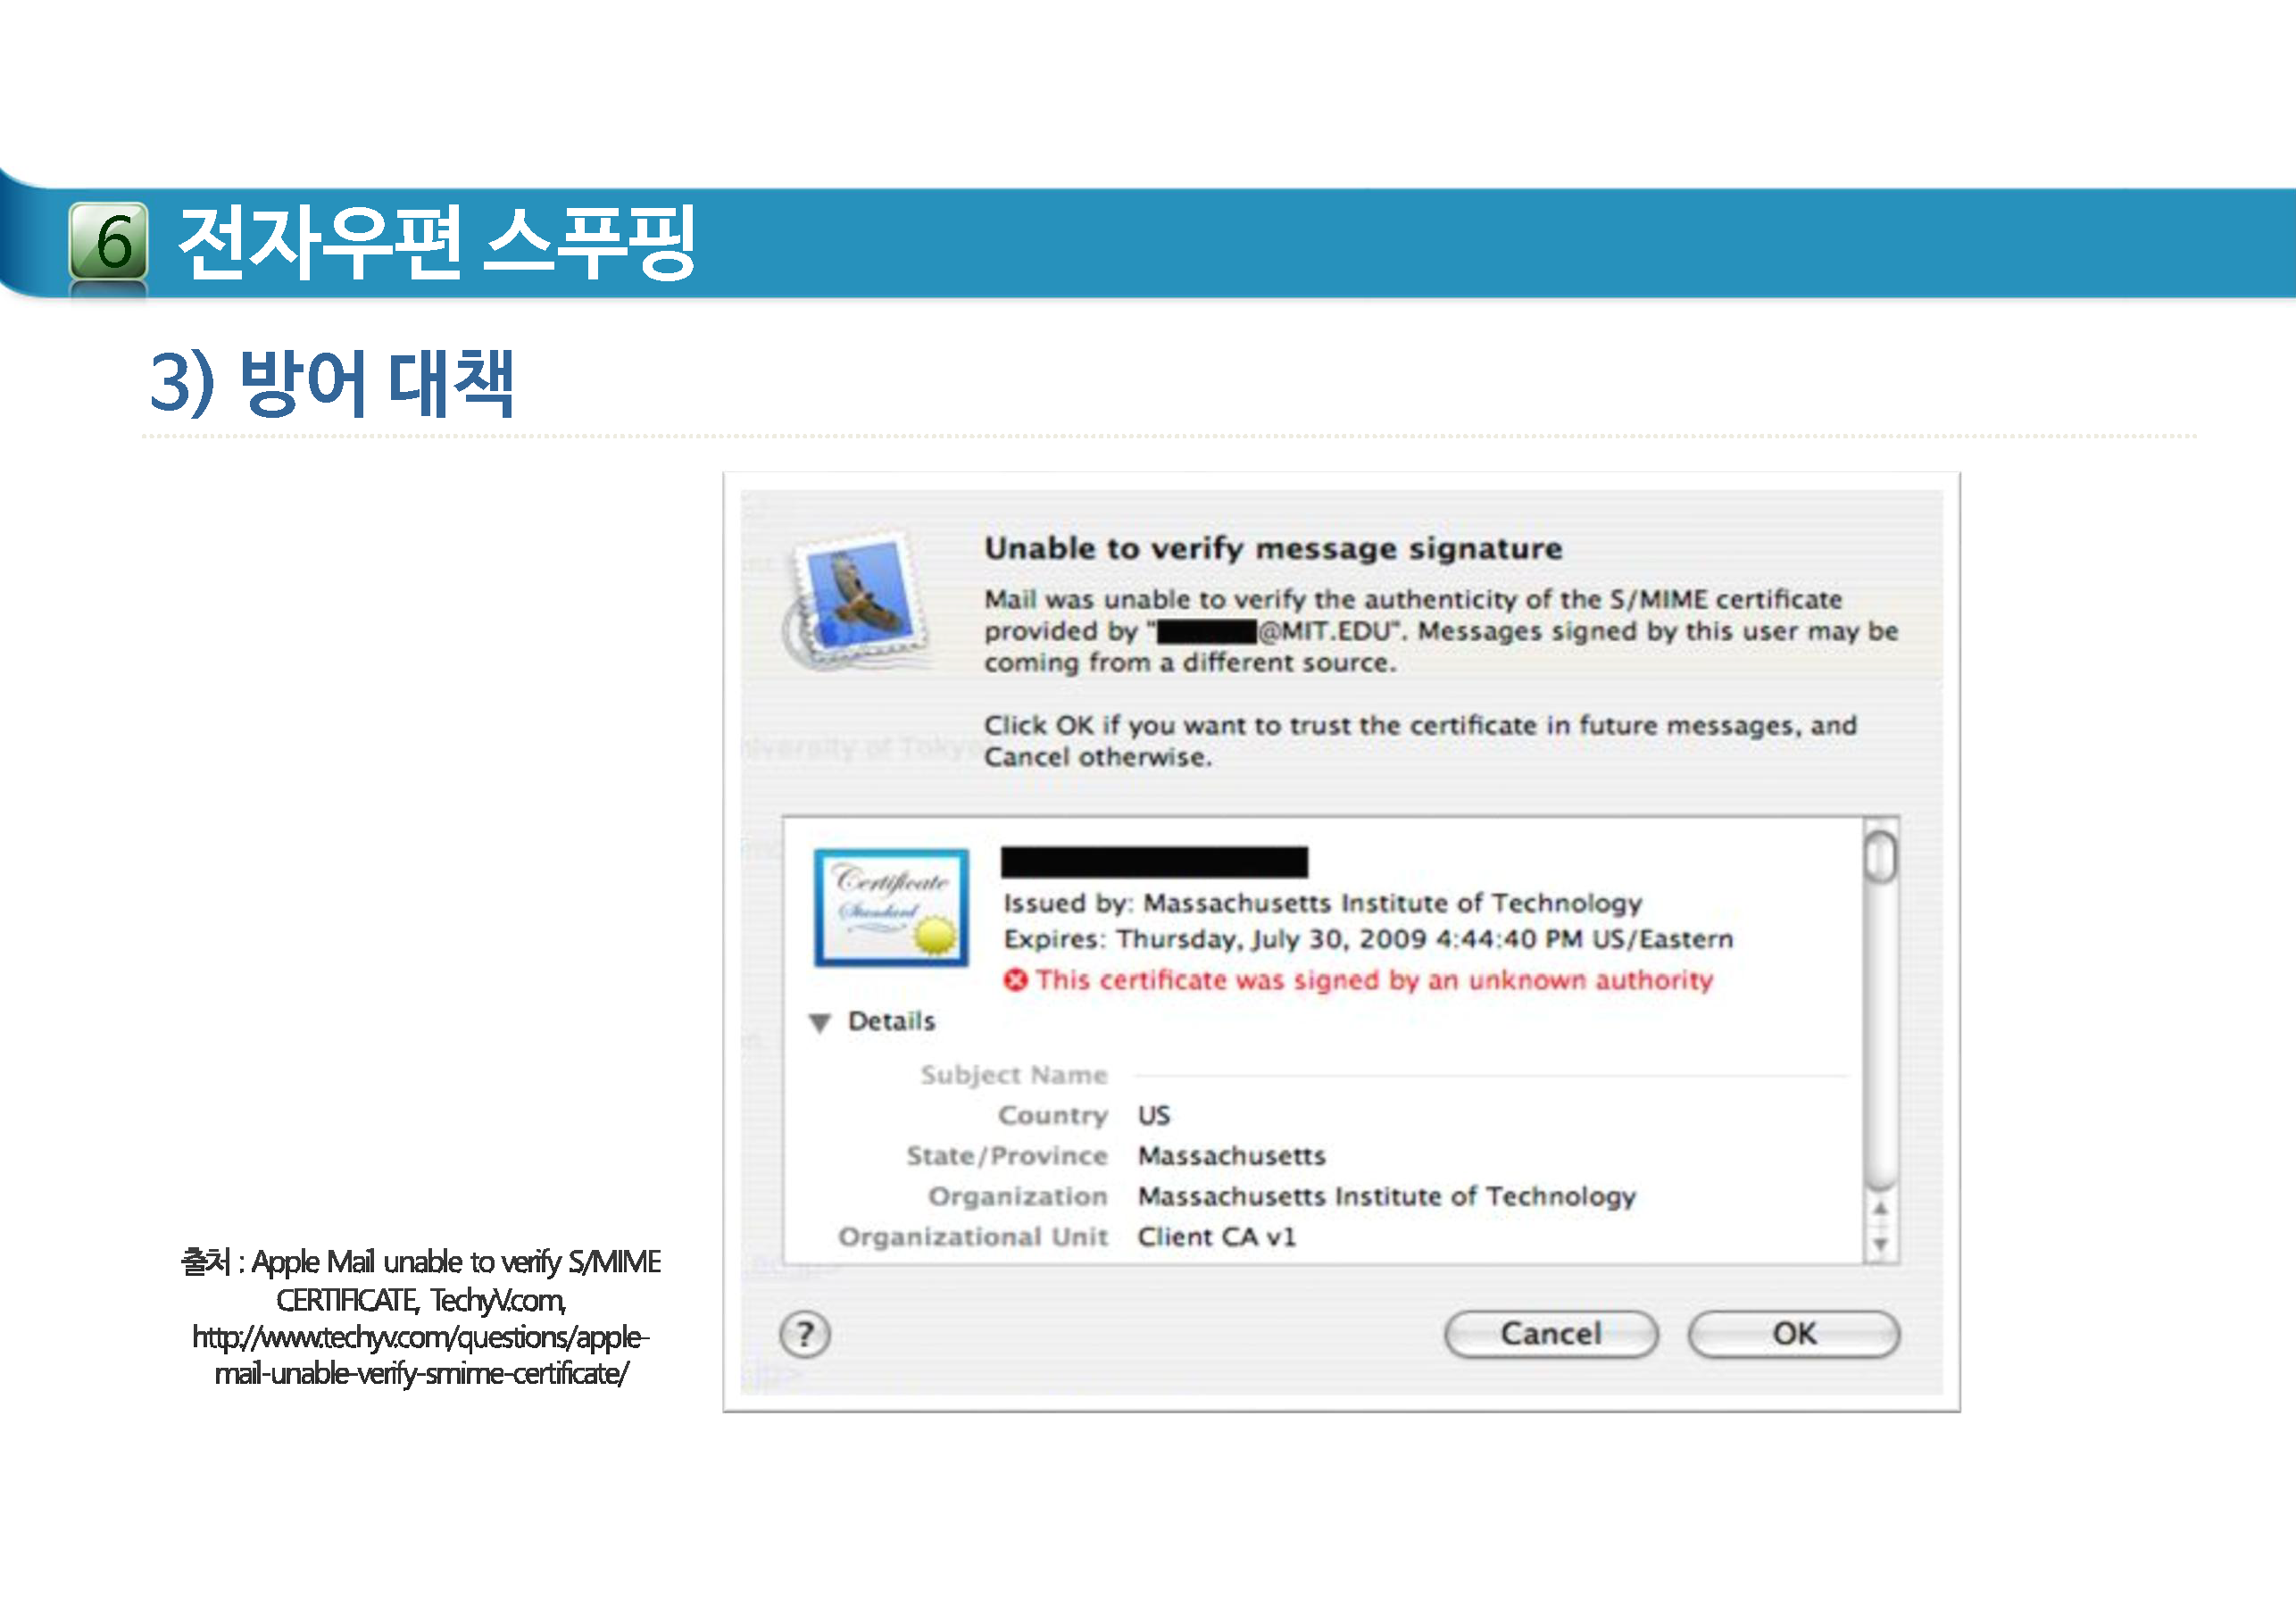 6 전자우편 스푸핑
3) 방어 대책
Unable to verify message signature
Mail was unable to verify the authenticity of the S/MIME certificate
provided by "@MIT.EDU". Messages signed by this user may be
coming from a different source.
Click OK if you want to trust the certificate in future messages, and
Cancel otherwise.
Certificate
Standard
Issued by: Massachusetts Institute of Technology
Expires: Thursday, July 30, 2009 4:44:40 PM US/Eastern
This certificate was signed by an unknown authority
Details
Subject Name
Country US
State/Province Massachusetts
Organization Massachusetts Institute of Technology
Organizational Unit Client CA v1
? Cancel OK
출처 : Apple Mail unable to verify S/MIME
CERTIFICATE, TechyV.com,
http://www.techyv.com/questions/apple-
mail-unable-verify-smime-certificate/